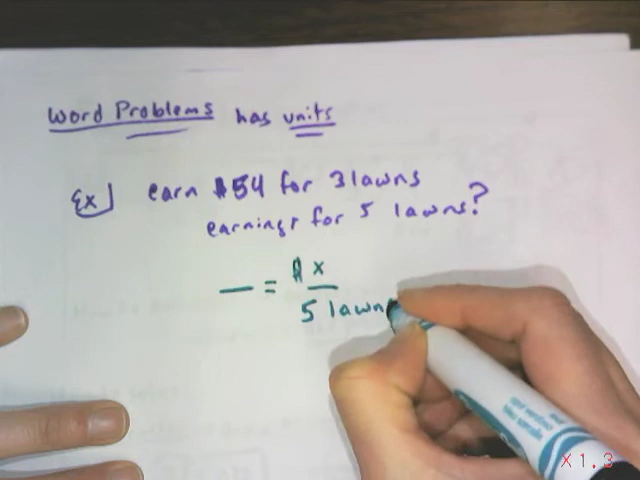 Word Problems has units
Ex] earn $54 for 3 lawns
earnings for 5 lawns?
— = $x
5 lawn
X1.3